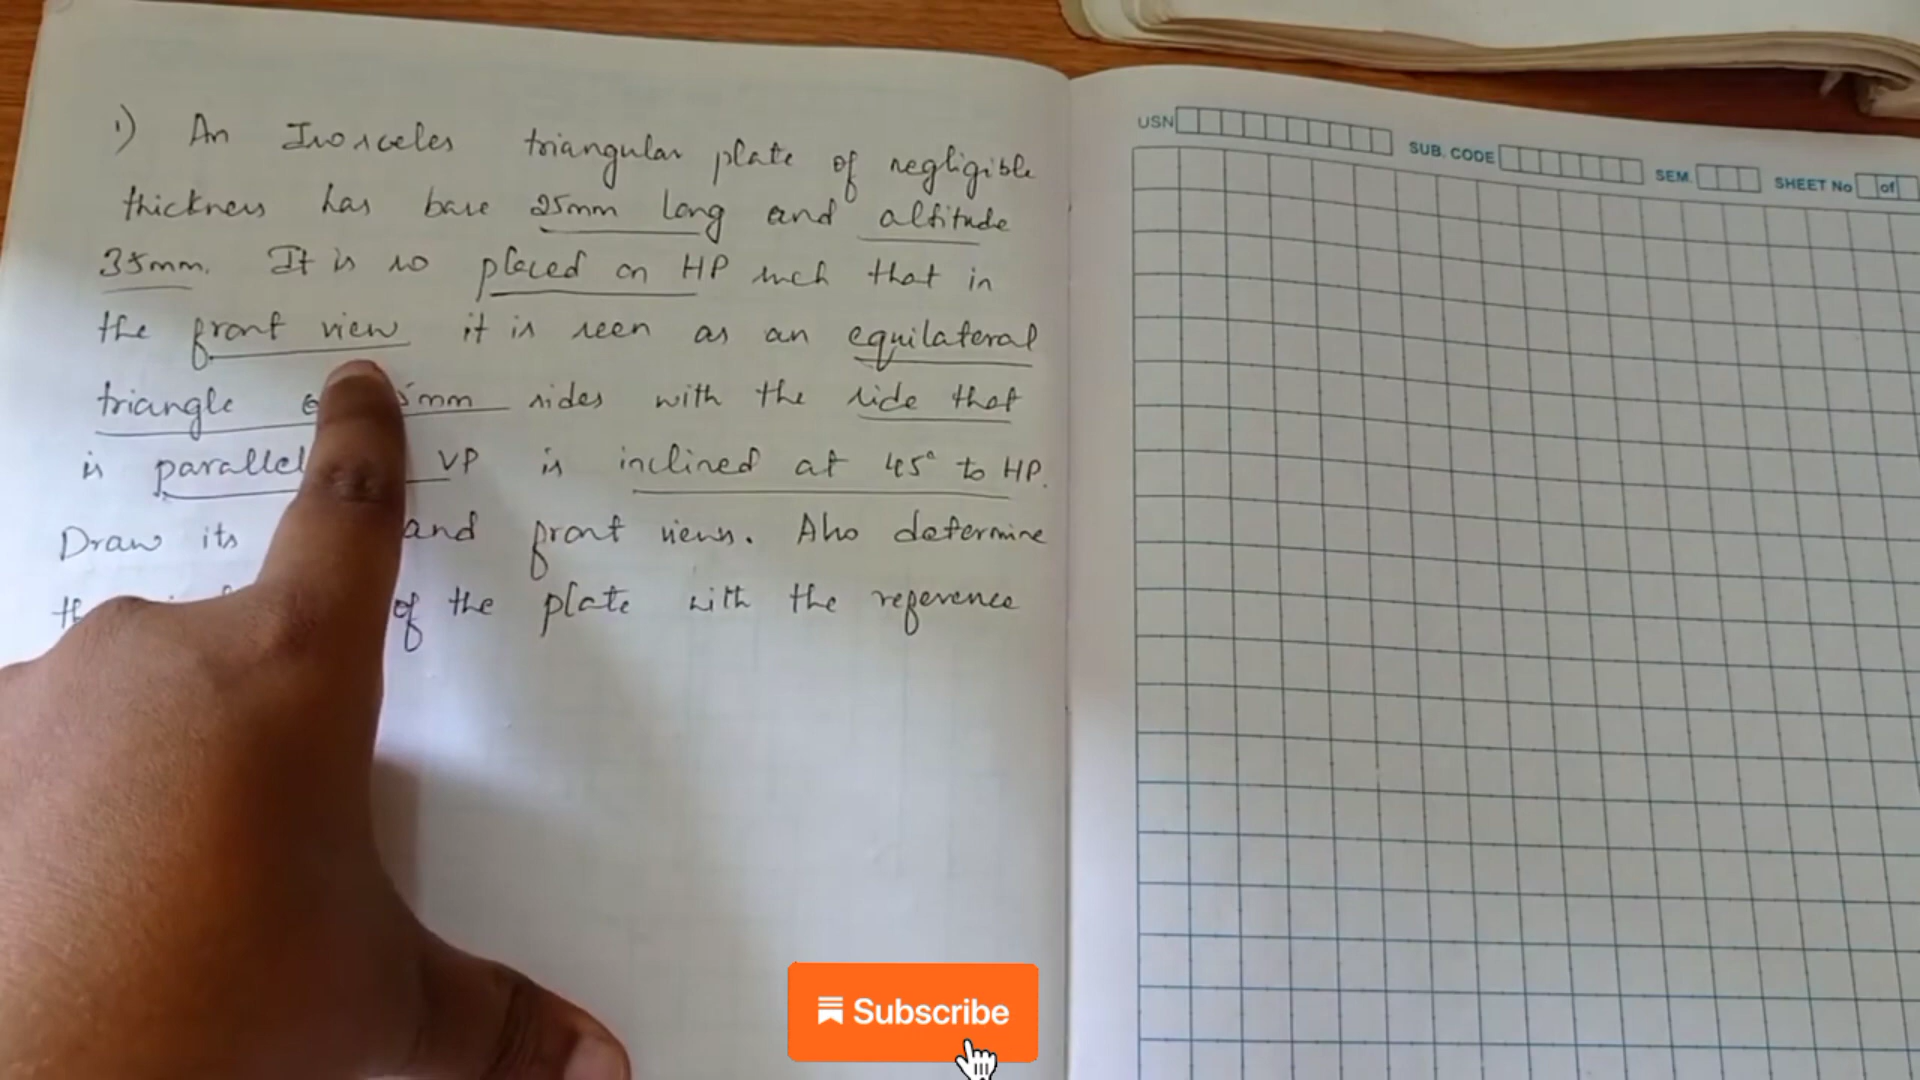 1) An Isosceles triangular plate of negligible
thickness has base 25mm long and altitude
35mm. It is so placed on HP such that in
the front view it is seen as an equilateral
triangle 5mm sides with the side that
is parallel VP is inclined at 45° to HP.
Draw its and front views. Also determine
of the plate with the reference
USN
SUB. CODE
SEM.
SHEET No of
Subscribe